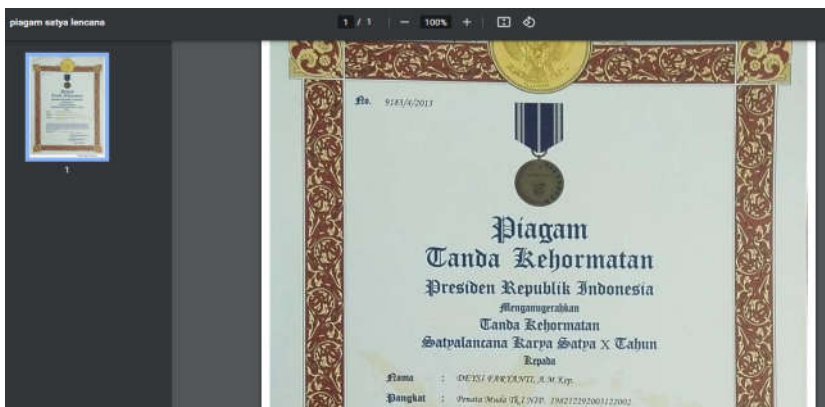 piagam satya lencana
1 / 1
100%
1
No. 9183/4/2013
Piagam
Tanda Kehormatan
Presiden Republik Indonesia
Menganugerahkan
Tanda Kehormatan
Satyalancana Karya Satya X Tahun
Kepada
Nama : DEYSI FARYANTI, A.M.Kep.
Pangkat : Penata Muda Tk.I NIP. 198212292003122002